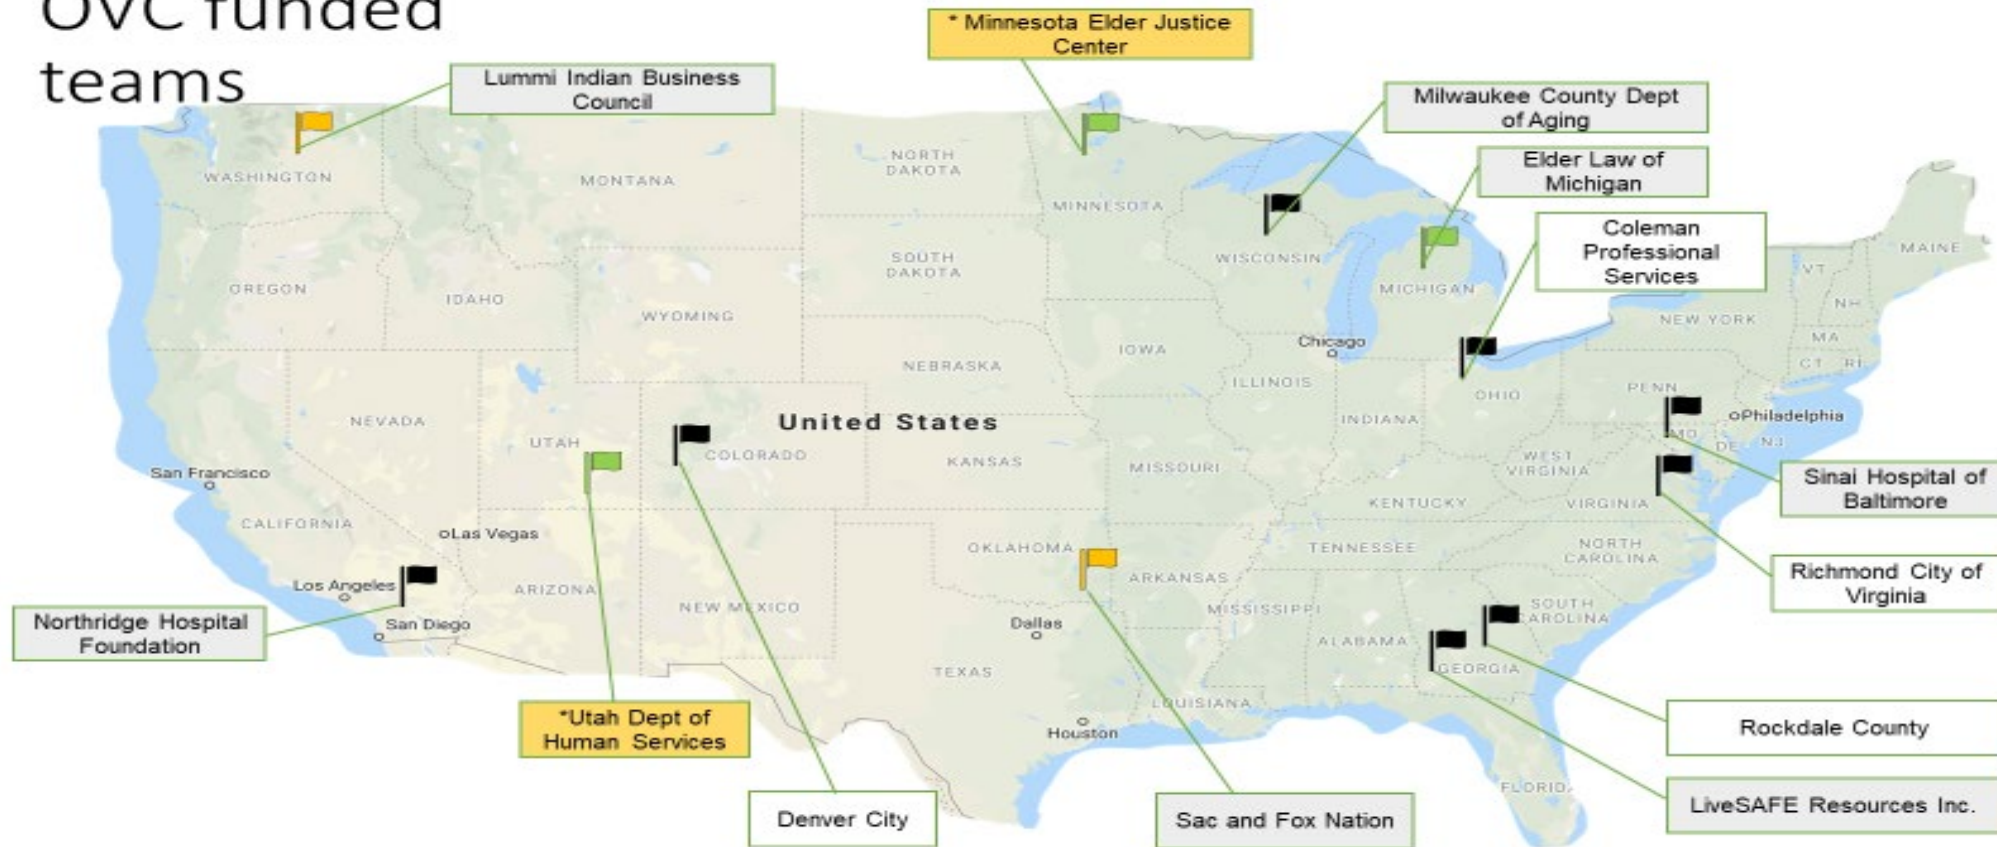 OVC funded
teams
* Minnesota Elder Justice
Center
Lummi Indian Business
Council
Milwaukee County Dept
of Aging
Elder Law of
Michigan
Coleman
Professional
Services
WASHINGTON
MONTANA
NORTH
DAKOTA
MINNESOTA
WISCONSIN
MICHIGAN
MAINE
VT
NH
OREGON
IDAHO
SOUTH
DAKOTA
WYOMING
NEW YORK
MA
CT RI
Chicago
IOWA
NEBRASKA
ILLINOIS
INDIANA
OHIO
PENN
Philadelphia
MD
DE
NJ
NEVADA
UTAH
United States
COLORADO
KANSAS
MISSOURI
WEST
VIRGINIA
KENTUCKY
VIRGINIA
Sinai Hospital of
Baltimore
San Francisco
CALIFORNIA
Las Vegas
OKLAHOMA
TENNESSEE
NORTH
CAROLINA
Richmond City of
Virginia
Los Angeles
ARIZONA
NEW MEXICO
ARKANSAS
MISSISSIPPI
SOUTH
CAROLINA
Northridge Hospital
Foundation
San Diego
Dallas
ALABAMA
GEORGIA
TEXAS
LOUISIANA
Houston
*Utah Dept of
Human Services
Rockdale County
FLORID
LiveSAFE Resources Inc.
Denver City
Sac and Fox Nation